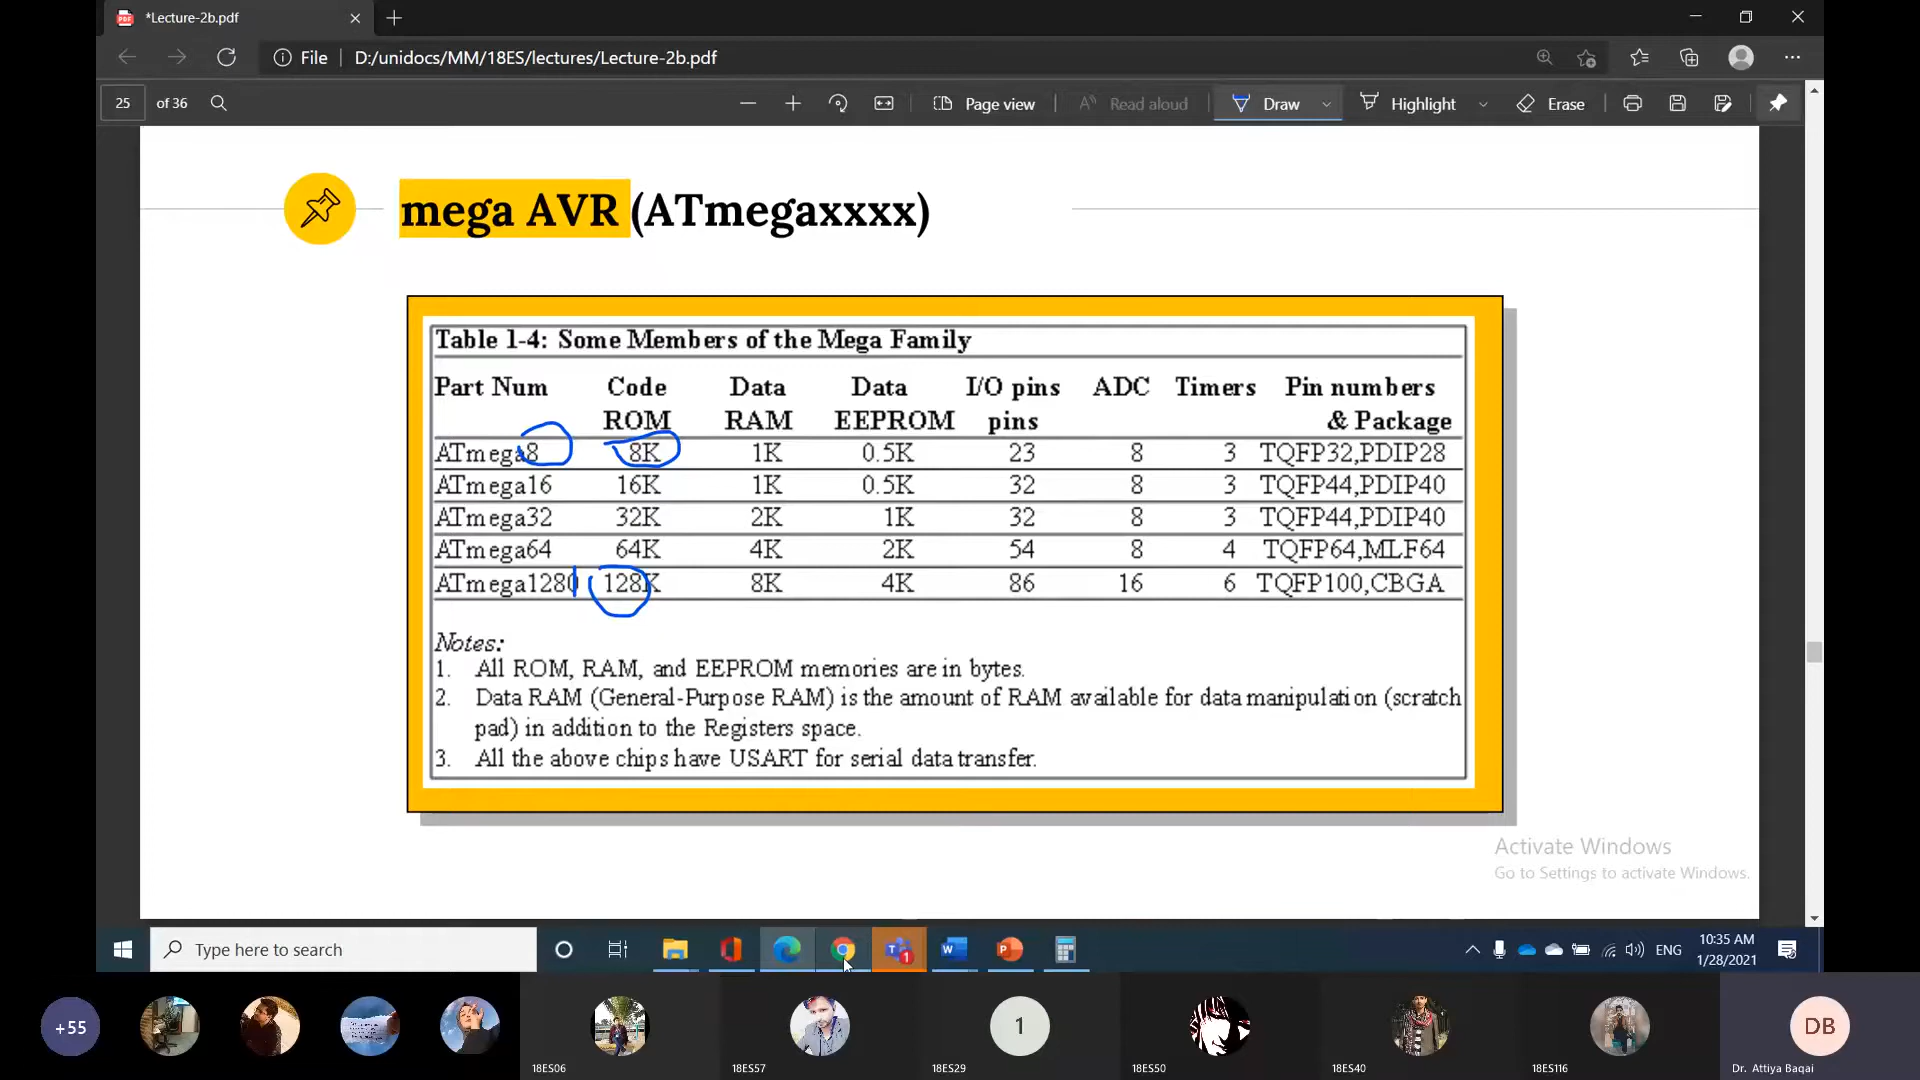 *Lecture-2b.pdf
File D:/unidocs/MM/18ES/lectures/Lecture-2b.pdf
25 of 36 Page view Read aloud Draw Highlight Erase
mega AVR (ATmegaxxxx)
Table 1-4: Some Members of the Mega Family
Part Num Code Data Data I/O pins ADC Timers Pin numbers
ROM RAM EEPROM pins & Package
ATmega8 8K 1K 0.5K 23 8 3 TQFP32,PDIP28
ATmega16 16K 1K 0.5K 32 8 3 TQFP44,PDIP40
ATmega32 32K 2K 1K 32 8 3 TQFP44,PDIP40
ATmega64 64K 4K 2K 54 8 4 TQFP64,MLF64
ATmega1280 128K 8K 4K 86 16 6 TQFP100,CBGA
Notes:
1. All ROM, RAM, and EEPROM memories are in bytes.
2. Data RAM (General-Purpose RAM) is the amount of RAM available for data manipulation (scratch
pad) in addition to the Registers space.
3. All the above chips have USART for serial data transfer.
Activate Windows
Go to Settings to activate Windows.
Type here to search
ENG
10:35 AM
1/28/2021
+55
1
DB
18ES06 18ES57 18ES29 18ES50 18ES40 18ES116 Dr. Attiya Baqai